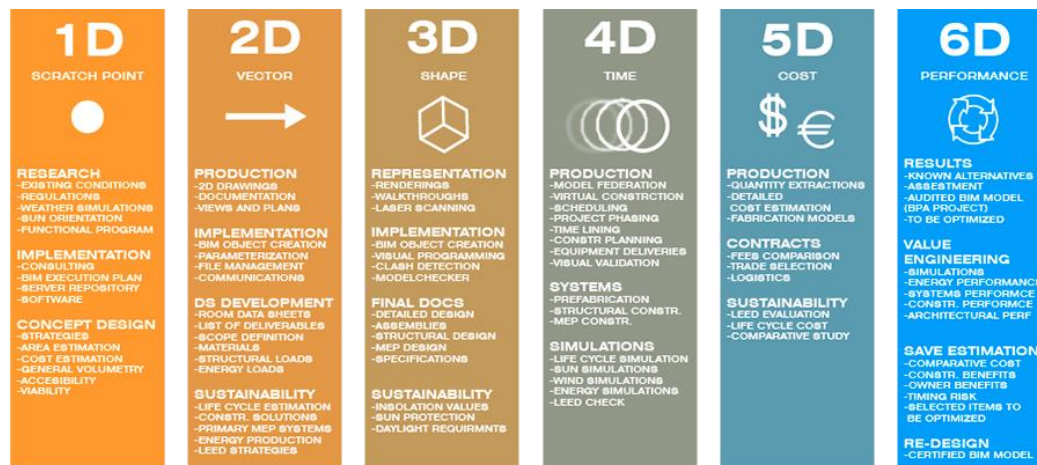 1D
SCRATCH POINT
RESEARCH
-EXISTING CONDITIONS
-REGULATIONS
-WEATHER SIMULATIONS
-SUN ORIENTATION
-FUNCTIONAL PROGRAM
IMPLEMENTATION
-CONSULTING
-BIM EXECUTION PLAN
-SERVER REPOSITORY
-SOFTWARE
CONCEPT DESIGN
-STRATEGIES
-AREA ESTIMATION
-COST ESTIMATION
-GENERAL VOLUMETRY
-ACCESIBILITY
-VIABILITY
2D
VECTOR
PRODUCTION
-2D DRAWINGS
-DOCUMENTATION
-VIEWS AND PLANS
IMPLEMENTATION
-BIM OBJECT CREATION
-PARAMETERIZATION
-FILE MANAGEMENT
-COMMUNICATIONS
DS DEVELOPMENT
-ROOM DATA SHEETS
-LIST OF DELIVERABLES
-SCOPE DEFINITION
-MATERIALS
-STRUCTURAL LOADS
-ENERGY LOADS
SUSTAINABILITY
-LIFE CYCLE ESTIMATION
-CONSTR. SOLUTIONS
-PRIMARY MEP SYSTEMS
-ENERGY PRODUCTION
-LEED STRATEGIES
3D
SHAPE
REPRESENTATION
-RENDERINGS
-WALKTHROUGHS
-LASER SCANNING
IMPLEMENTATION
-BIM OBJECT CREATION
-VISUAL PROGRAMMING
-CLASH DETECTION
-MODELCHECKER
FINAL DOCS
-DETAILED DESIGN
-ASSEMBLIES
-STRUCTURAL DESIGN
-MEP DESIGN
-SPECIFICATIONS
SUSTAINABILITY
-INSOLATION VALUES
-SUN PROTECTION
-DAYLIGHT REQUIRMNTS
4D
TIME
PRODUCTION
-MODEL FEDERATION
-VIRTUAL CONSTRCTION
-SCHEDULING
-PROJECT PHASING
-TIME LINING
-CONSTR PLANNING
-EQUIPMENT DELIVERIES
-VISUAL VALIDATION
SYSTEMS
-PREFABRICATION
-STRUCTURAL CONSTR.
-MEP CONSTR.
SIMULATIONS
-LIFE CYCLE SIMULATION
-SUN SIMULATIONS
-WIND SIMULATIONS
-ENERGY SIMULATIONS
-LEED CHECK
5D
COST
$ €
PRODUCTION
-QUANTITY EXTRACTIONS
-DETAILED
COST ESTIMATION
-FABRICATION MODELS
CONTRACTS
-FEES COMPARISON
-TRADE SELECTION
-LOGISTICS
SUSTAINABILITY
-LEED EVALUATION
-LIFE CYCLE COST
-COMPARATIVE STUDY
6D
PERFORMANCE
RESULTS
-KNOWN ALTERNATIVES
-ASSESTMENT
-AUDITED BIM MODEL
(BPA PROJECT)
-TO BE OPTIMIZED
VALUE
ENGINEERING
-SIMULATIONS
-ENERGY PERFORMANC
-SYSTEMS PERFORMCE
-CONSTR. PERFORMCE
-ARCHITECTURAL PERF
SAVE ESTIMATION
-COMPARATIVE COST
-CONSTR. BENEFITS
-OWNER BENEFITS
-TIMING RISK
-SELECTED ITEMS TO
BE OPTIMIZED
RE-DESIGN
-CERTIFIED BIM MODEL